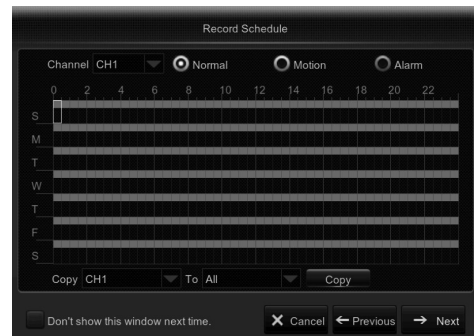 Record Schedule
Channel CH1 Normal Motion Alarm
0 2 4 6 8 10 12 14 16 18 20 22
S
M
T
W
T
F
S
Copy CH1 To All Copy
Don't show this window next time. Cancel Previous Next